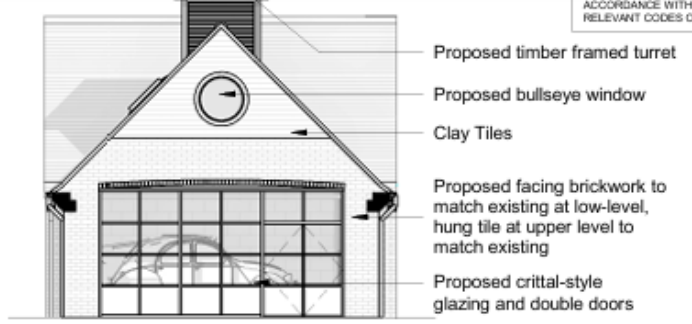 ACCORDANCE WITH
RELEVANT CODES
Proposed timber framed turret
Proposed bullseye window
Clay Tiles
Proposed facing brickwork to
match existing at low-level,
hung tile at upper level to
match existing
Proposed crittal-style
glazing and double doors